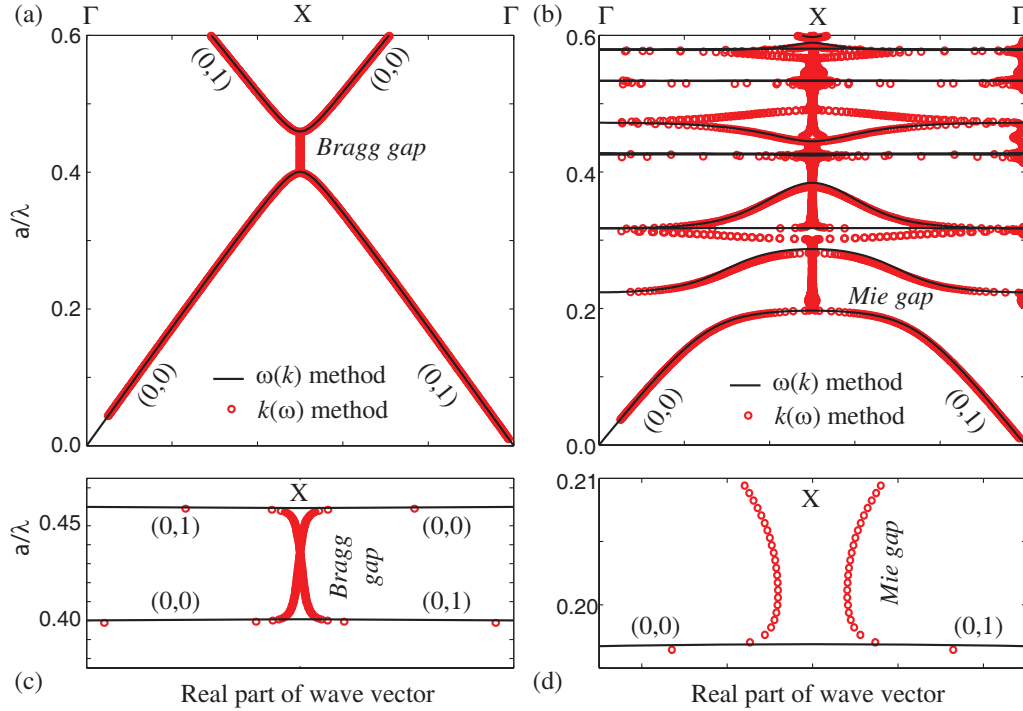 (a)
Γ X Γ
0.6
0.4
0.2
0.0
a/λ
(0,1)
(0,0)
Bragg gap
(0,0)
(0,1)
ω(k) method
k(ω) method
(b)
Γ X Γ
0.6
0.4
0.2
0.0
a/λ
Mie gap
(0,0)
(0,1)
ω(k) method
k(ω) method
X
0.45
0.40
a/λ
(0,1)
(0,0)
Bragg
gap
(0,0)
(0,1)
(c)
Real part of wave vector
X
0.21
0.20
a/λ
Mie gap
(0,0)
(0,1)
(d)
Real part of wave vector